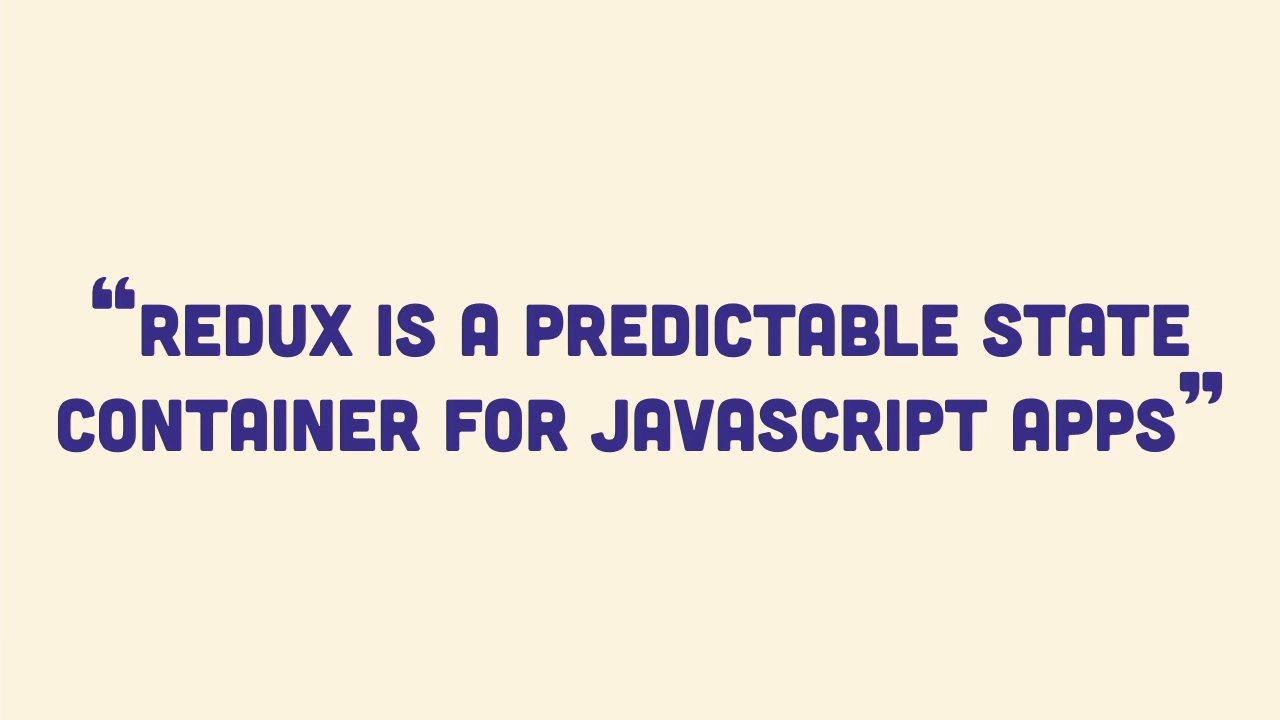 “REDUX IS A PREDICTABLE STATE
CONTAINER FOR JAVASCRIPT APPS”